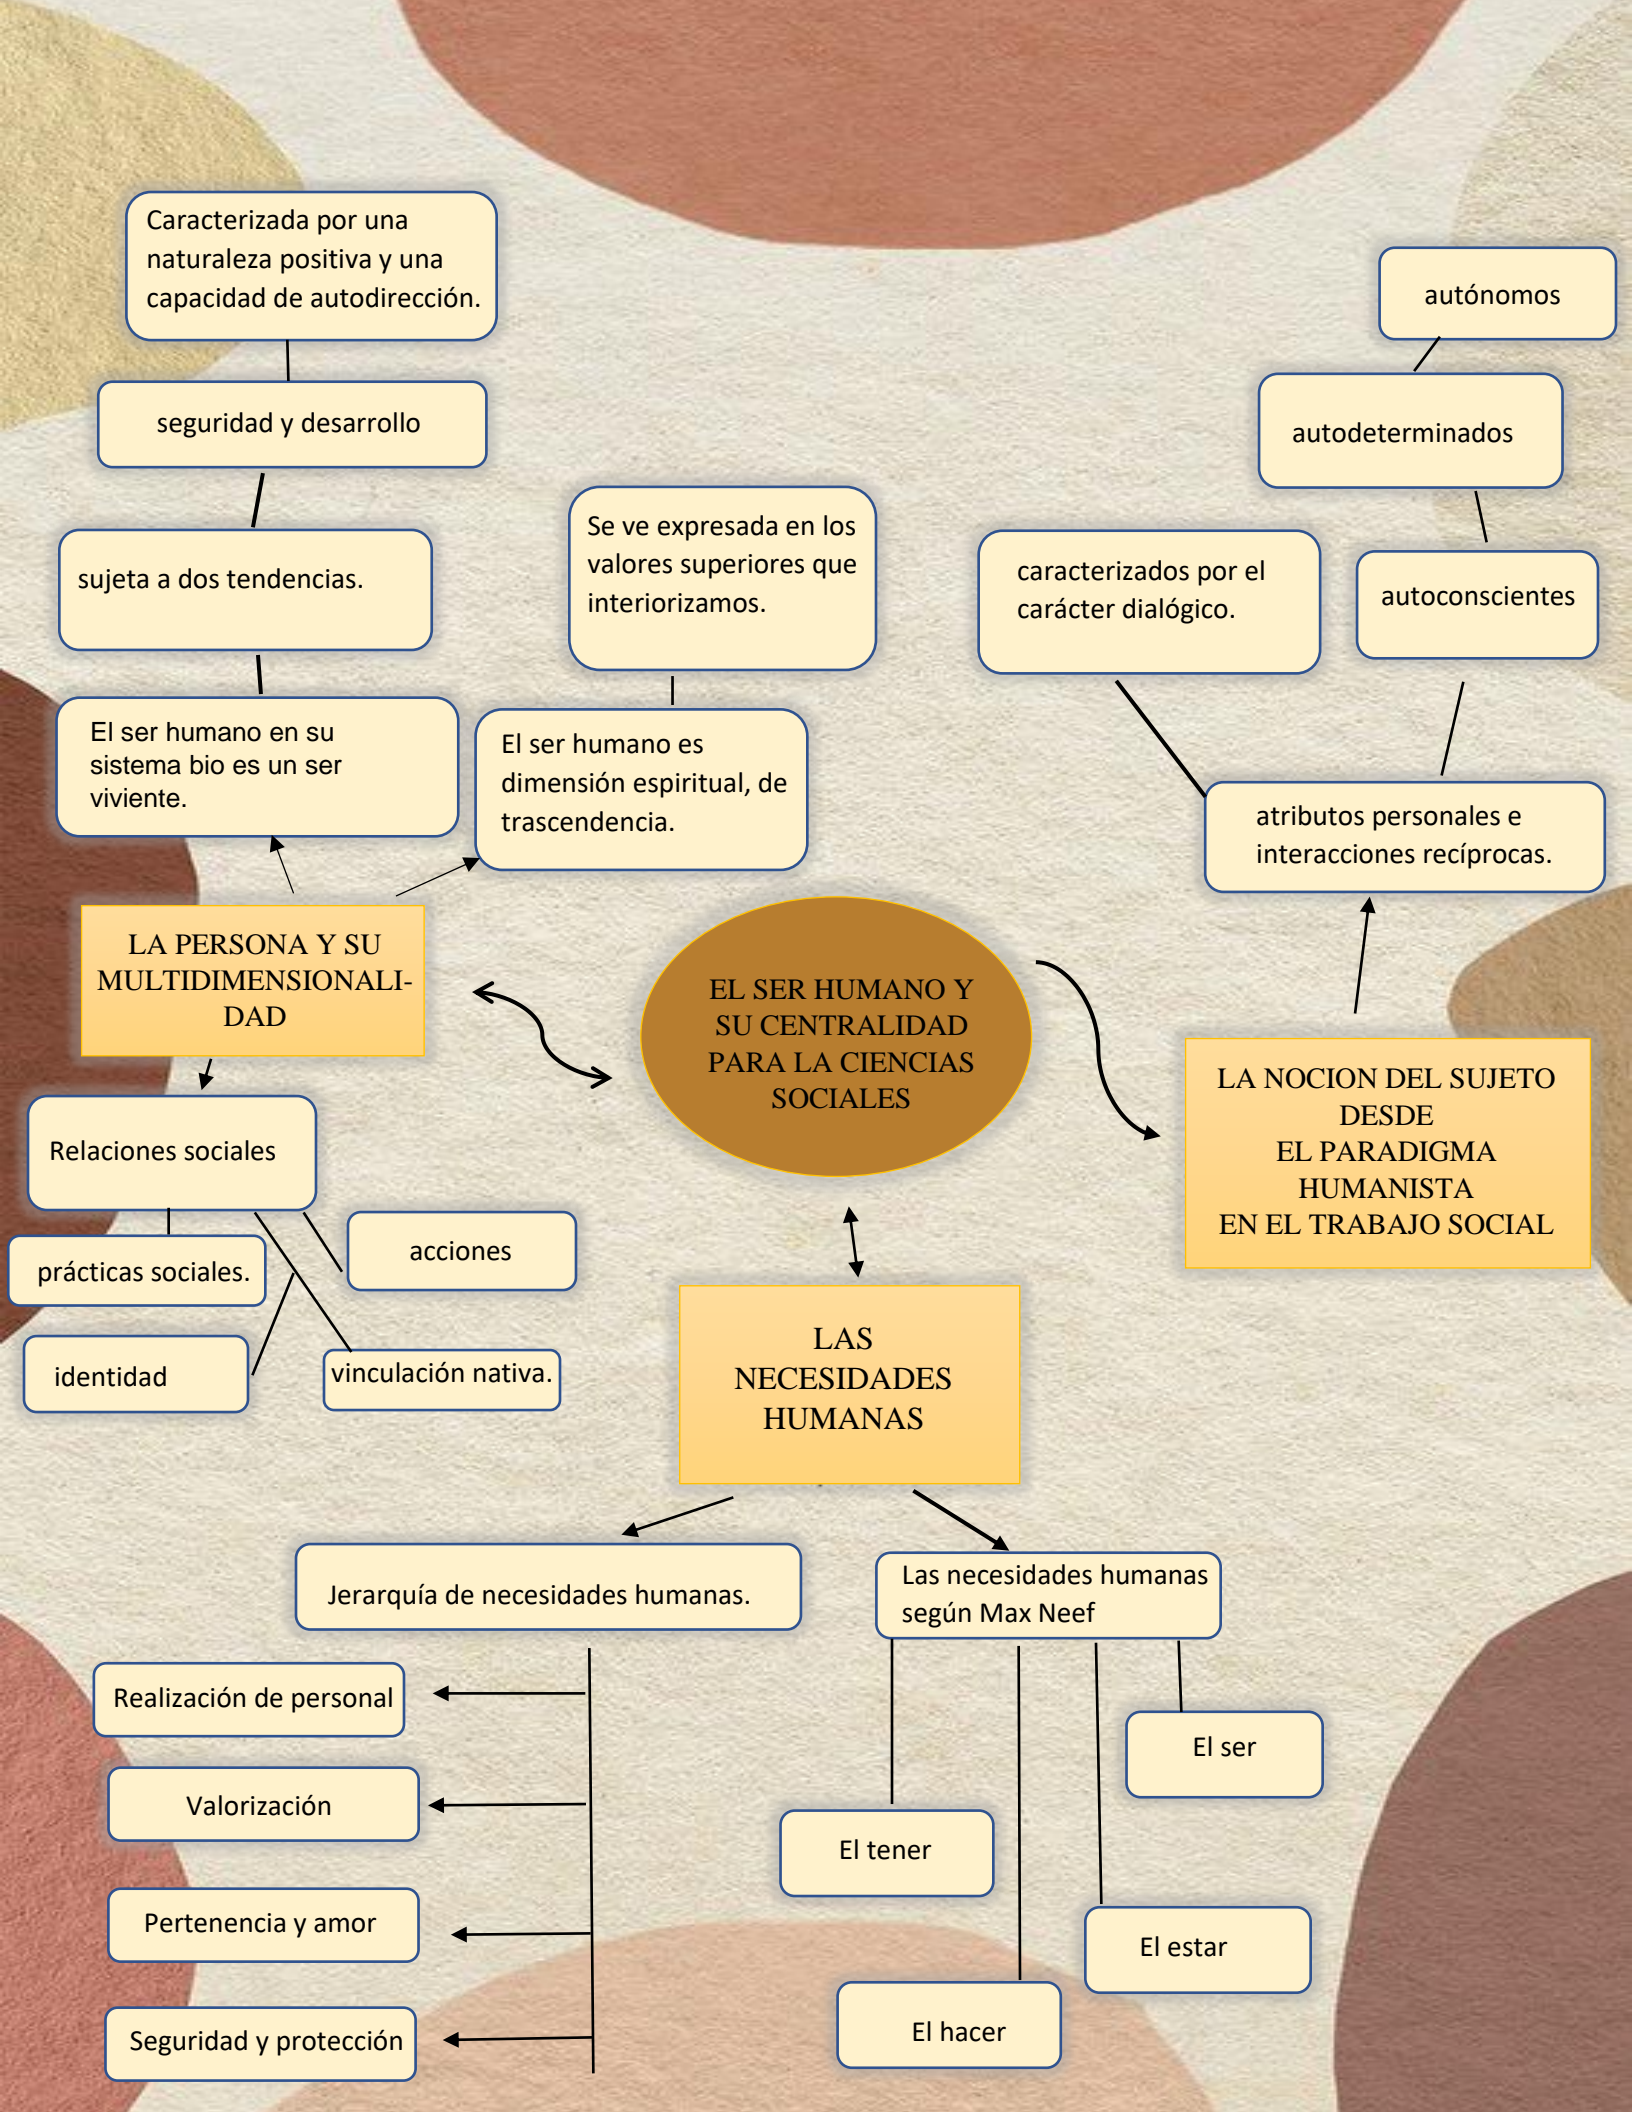 Caracterizada por una
naturaleza positiva y una
capacidad de autodirección.
seguridad y desarrollo
sujeta a dos tendencias.
El ser humano en su
sistema bio es un ser
viviente.
Se ve expresada en los
valores superiores que
interiorizamos.
El ser humano es
dimensión espiritual, de
trascendencia.
autónomos
autodeterminados
autoconscientes
caracterizados por el
carácter dialógico.
atributos personales e
interacciones recíprocas.
LA PERSONA Y SU
MULTIDIMENSIONALI-
DAD
EL SER HUMANO Y
SU CENTRALIDAD
PARA LA CIENCIAS
SOCIALES
LA NOCION DEL SUJETO
DESDE
EL PARADIGMA
HUMANISTA
EN EL TRABAJO SOCIAL
Relaciones sociales
prácticas sociales.
acciones
identidad
vinculación nativa.
LAS
NECESIDADES
HUMANAS
Jerarquía de necesidades humanas.
Realización de personal
Valorización
Pertenencia y amor
Seguridad y protección
Las necesidades humanas
según Max Neef
El ser
El tener
El estar
El hacer